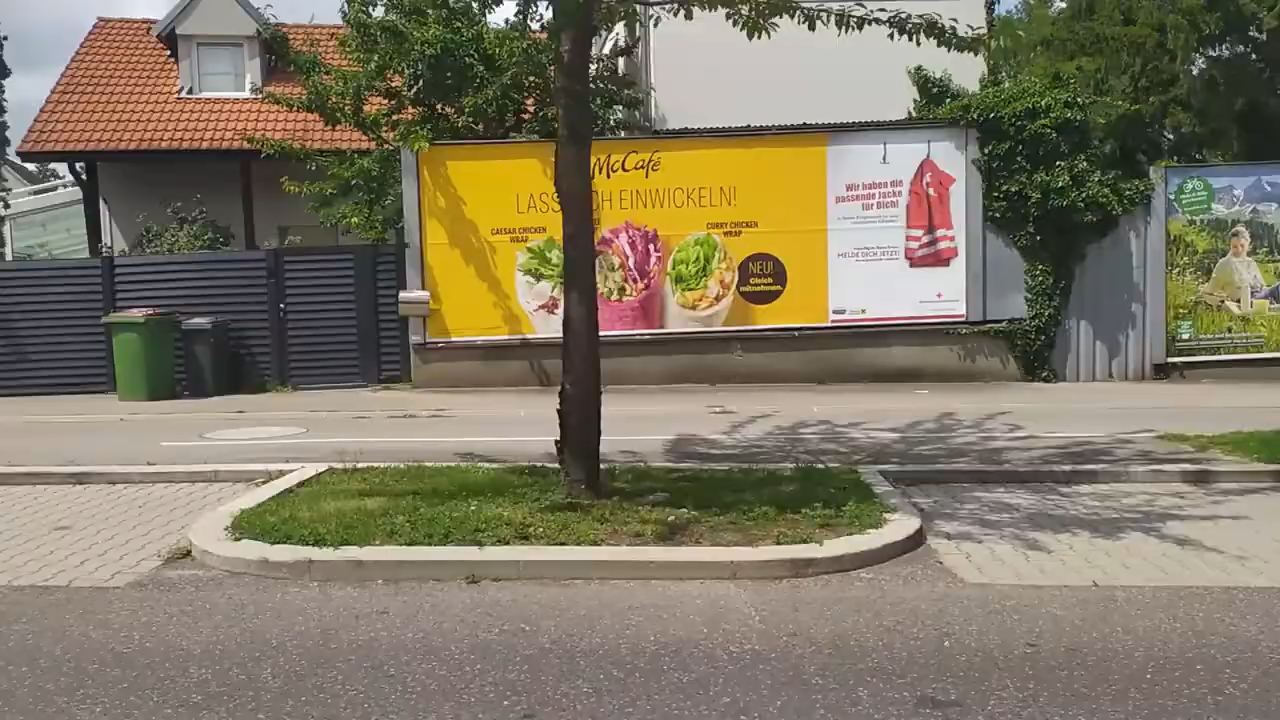 McCafé
LASS CH EINWICKELN!
CAESAR CHICKEN
WRAP
CURRY CHICKEN
WRAP
NEU!
Gleich
mitnehmen.
Wir haben die
passende Jacke
für Dich!
MELDE DICH JETZT!